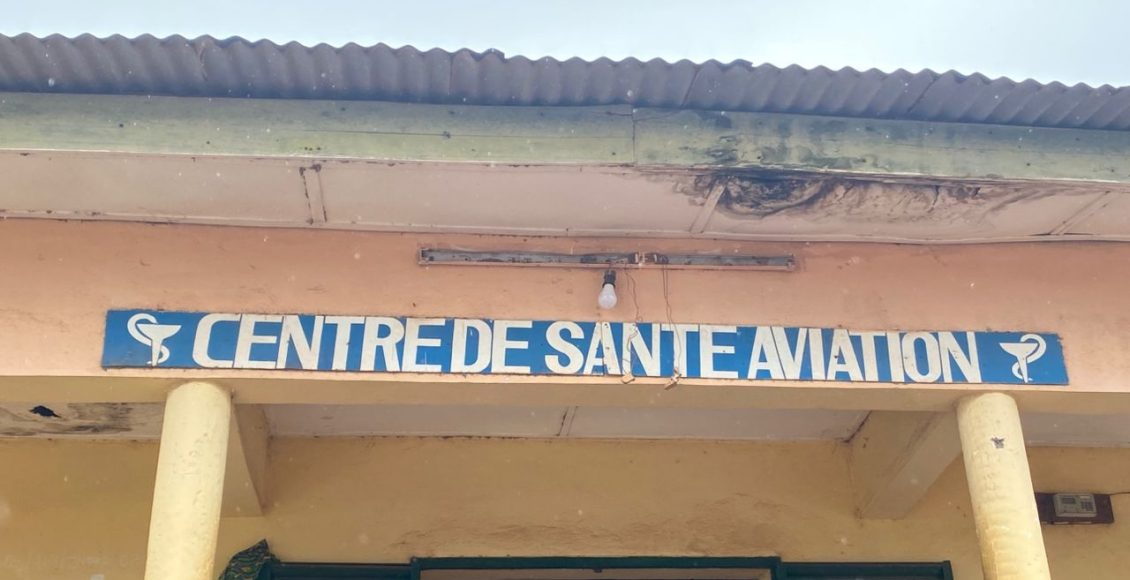 CENTRE DE SANTE AVIATION